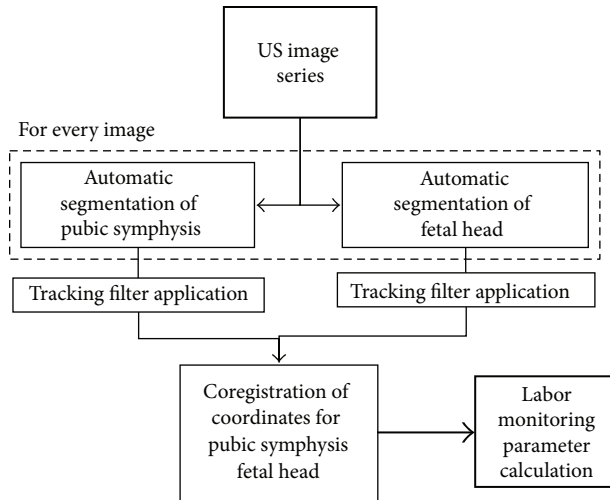 US image
series
For every image
Automatic
segmentation of
pubic symphysis
Automatic
segmentation of
fetal head
Tracking filter application
Tracking filter application
Coregistration of
coordinates for
pubic symphysis
fetal head
Labor
monitoring
parameter
calculation